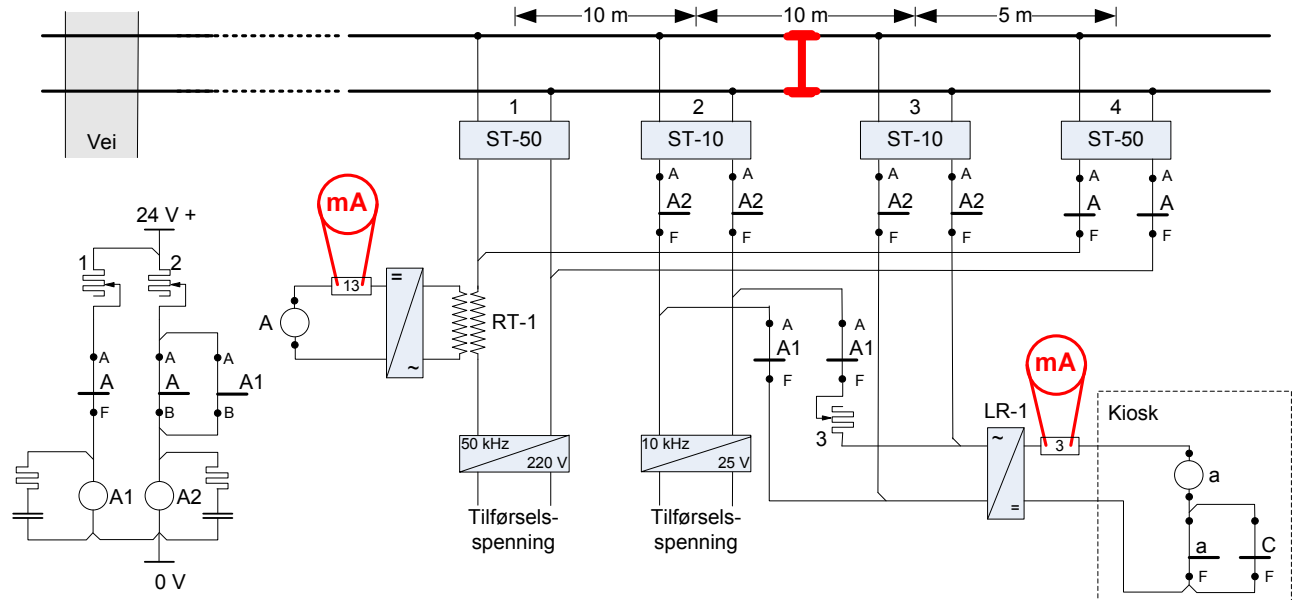 10 m 10 m 5 m
Vei
1 2 3 4
ST-50 ST-10 ST-10 ST-50
A A A A A A
A2 A2 A2 A2 A A
F F F F F F
mA
24 V +
1 2
A 13 = ~ RT-1
A A A
A A A1
F B B
A1 A2
0 V
A A
A1 A1
F F
3
mA
LR-1 Kiosk
~ = 3
a
a C
F F
50 kHz
220 V
10 kHz
25 V
Tilførsels-
spenning
Tilførsels-
spenning